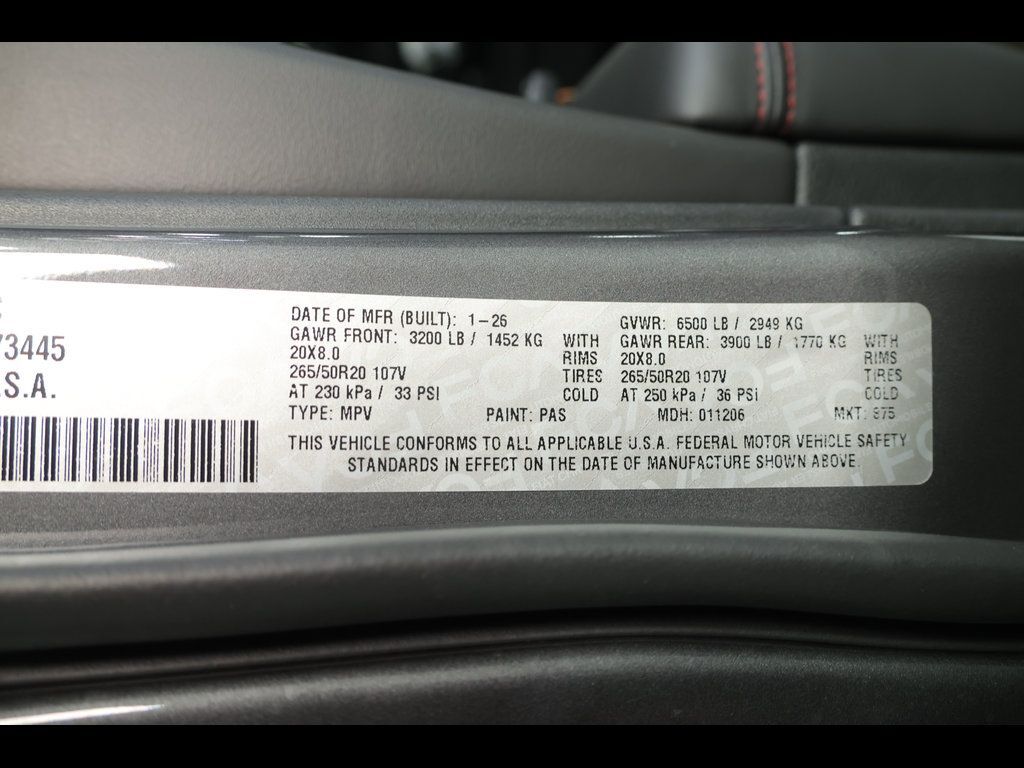 73445
.S.A.
DATE OF MFR (BUILT): 1-26
GAWR FRONT: 3200 LB / 1452 KG WITH
20X8.0 RIMS
265/50R20 107V TIRES
AT 230 kPa / 33 PSI COLD
TYPE: MPV PAINT: PAS
GVWR: 6500 LB / 2949 KG
GAWR REAR: 3900 LB / 1770 KG WITH
20X8.0 RIMS
265/50R20 107V TIRES
AT 250 kPa / 36 PSI COLD
MDH: 011206 MKT: 875
THIS VEHICLE CONFORMS TO ALL APPLICABLE U.S.A. FEDERAL MOTOR VEHICLE SAFETY
STANDARDS IN EFFECT ON THE DATE OF MANUFACTURE SHOWN ABOVE.